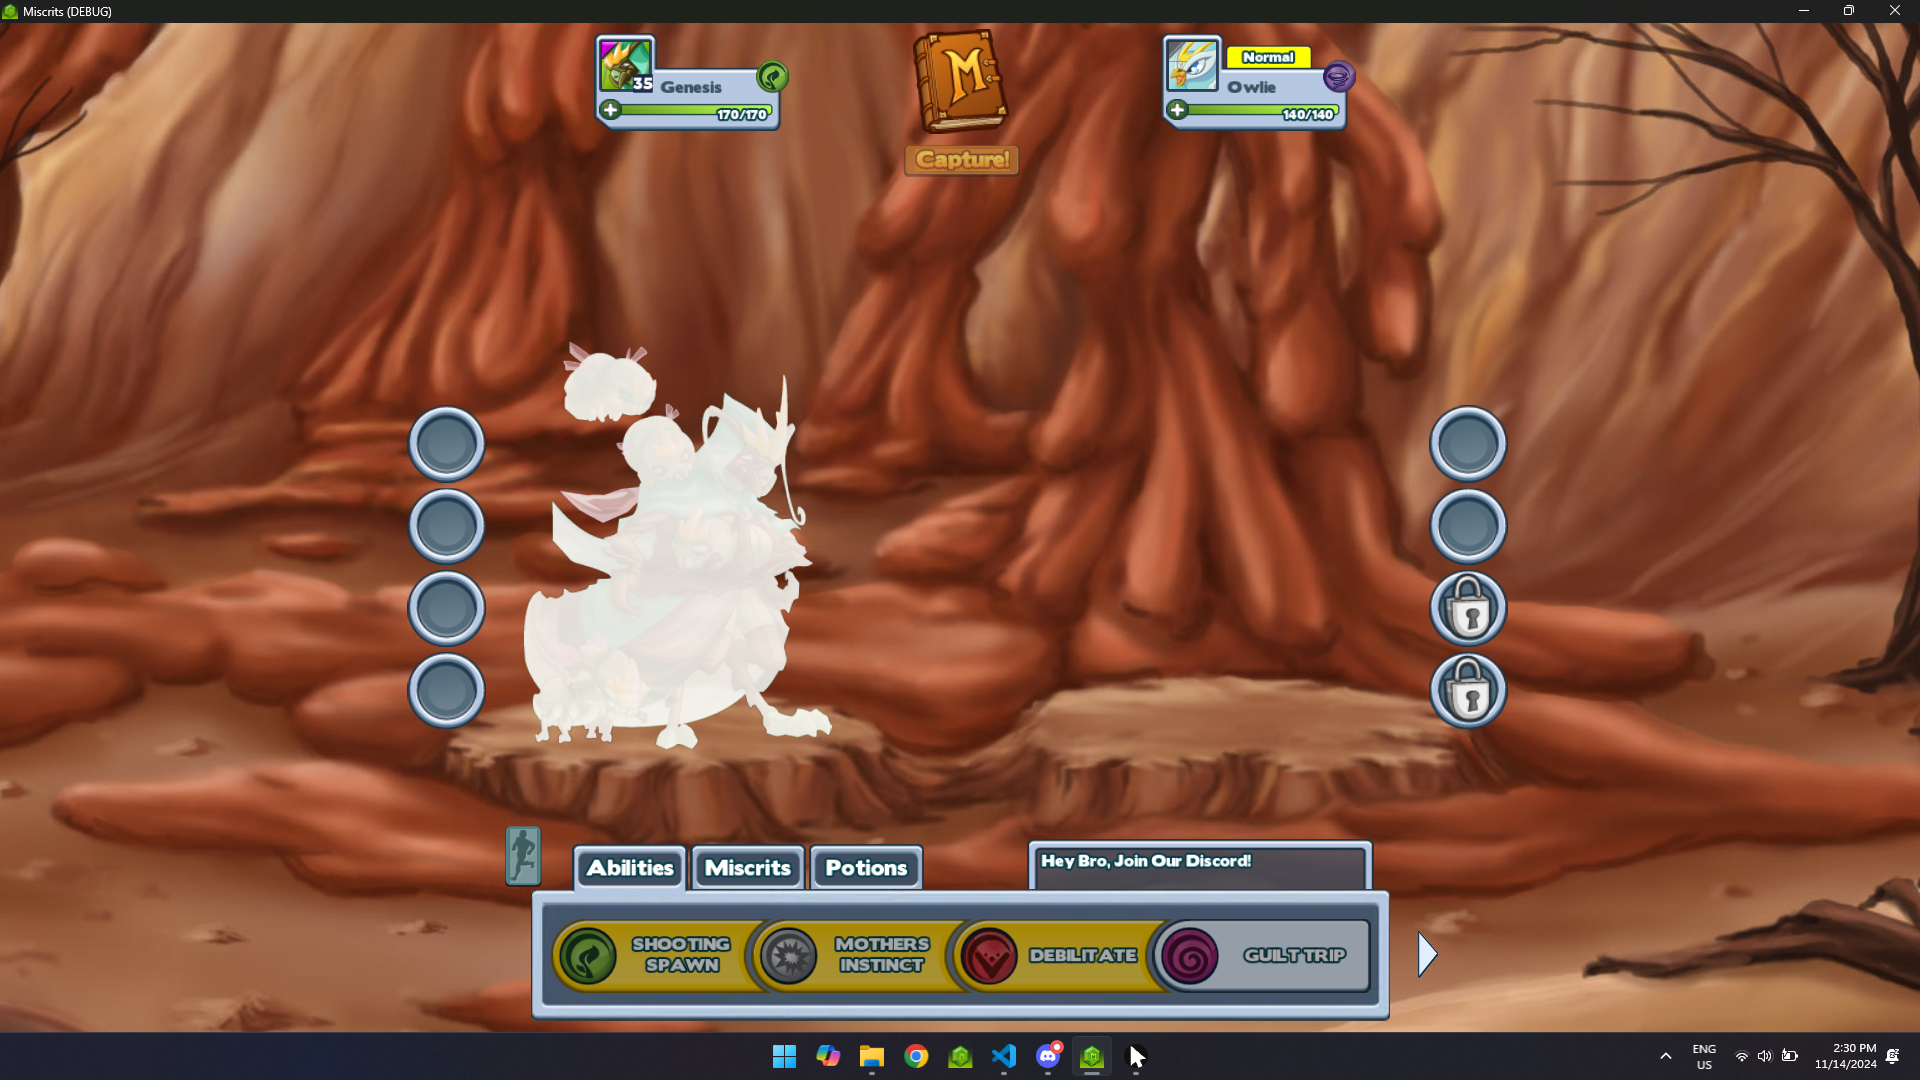 Miscrits (DEBUG)
35
Genesis
170/170
M
Capture!
Normal
Owlie
140/140
Abilities
Miscrits
Potions
Hey Bro, Join Our Discord!
SHOOTING
SPAWN
MOTHERS
INSTINCT
DEBILITATE
GUILT TRIP
ENG
US
2:30 PM
11/14/2024